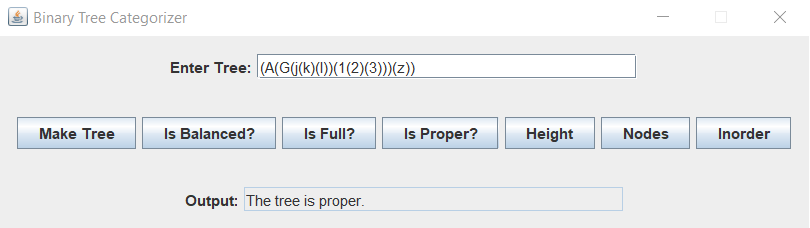 Binary Tree Categorizer
Enter Tree: (A(G(j(k)(l))(1(2)(3)))(z))
Make Tree Is Balanced? Is Full? Is Proper? Height Nodes Inorder
Output: The tree is proper.